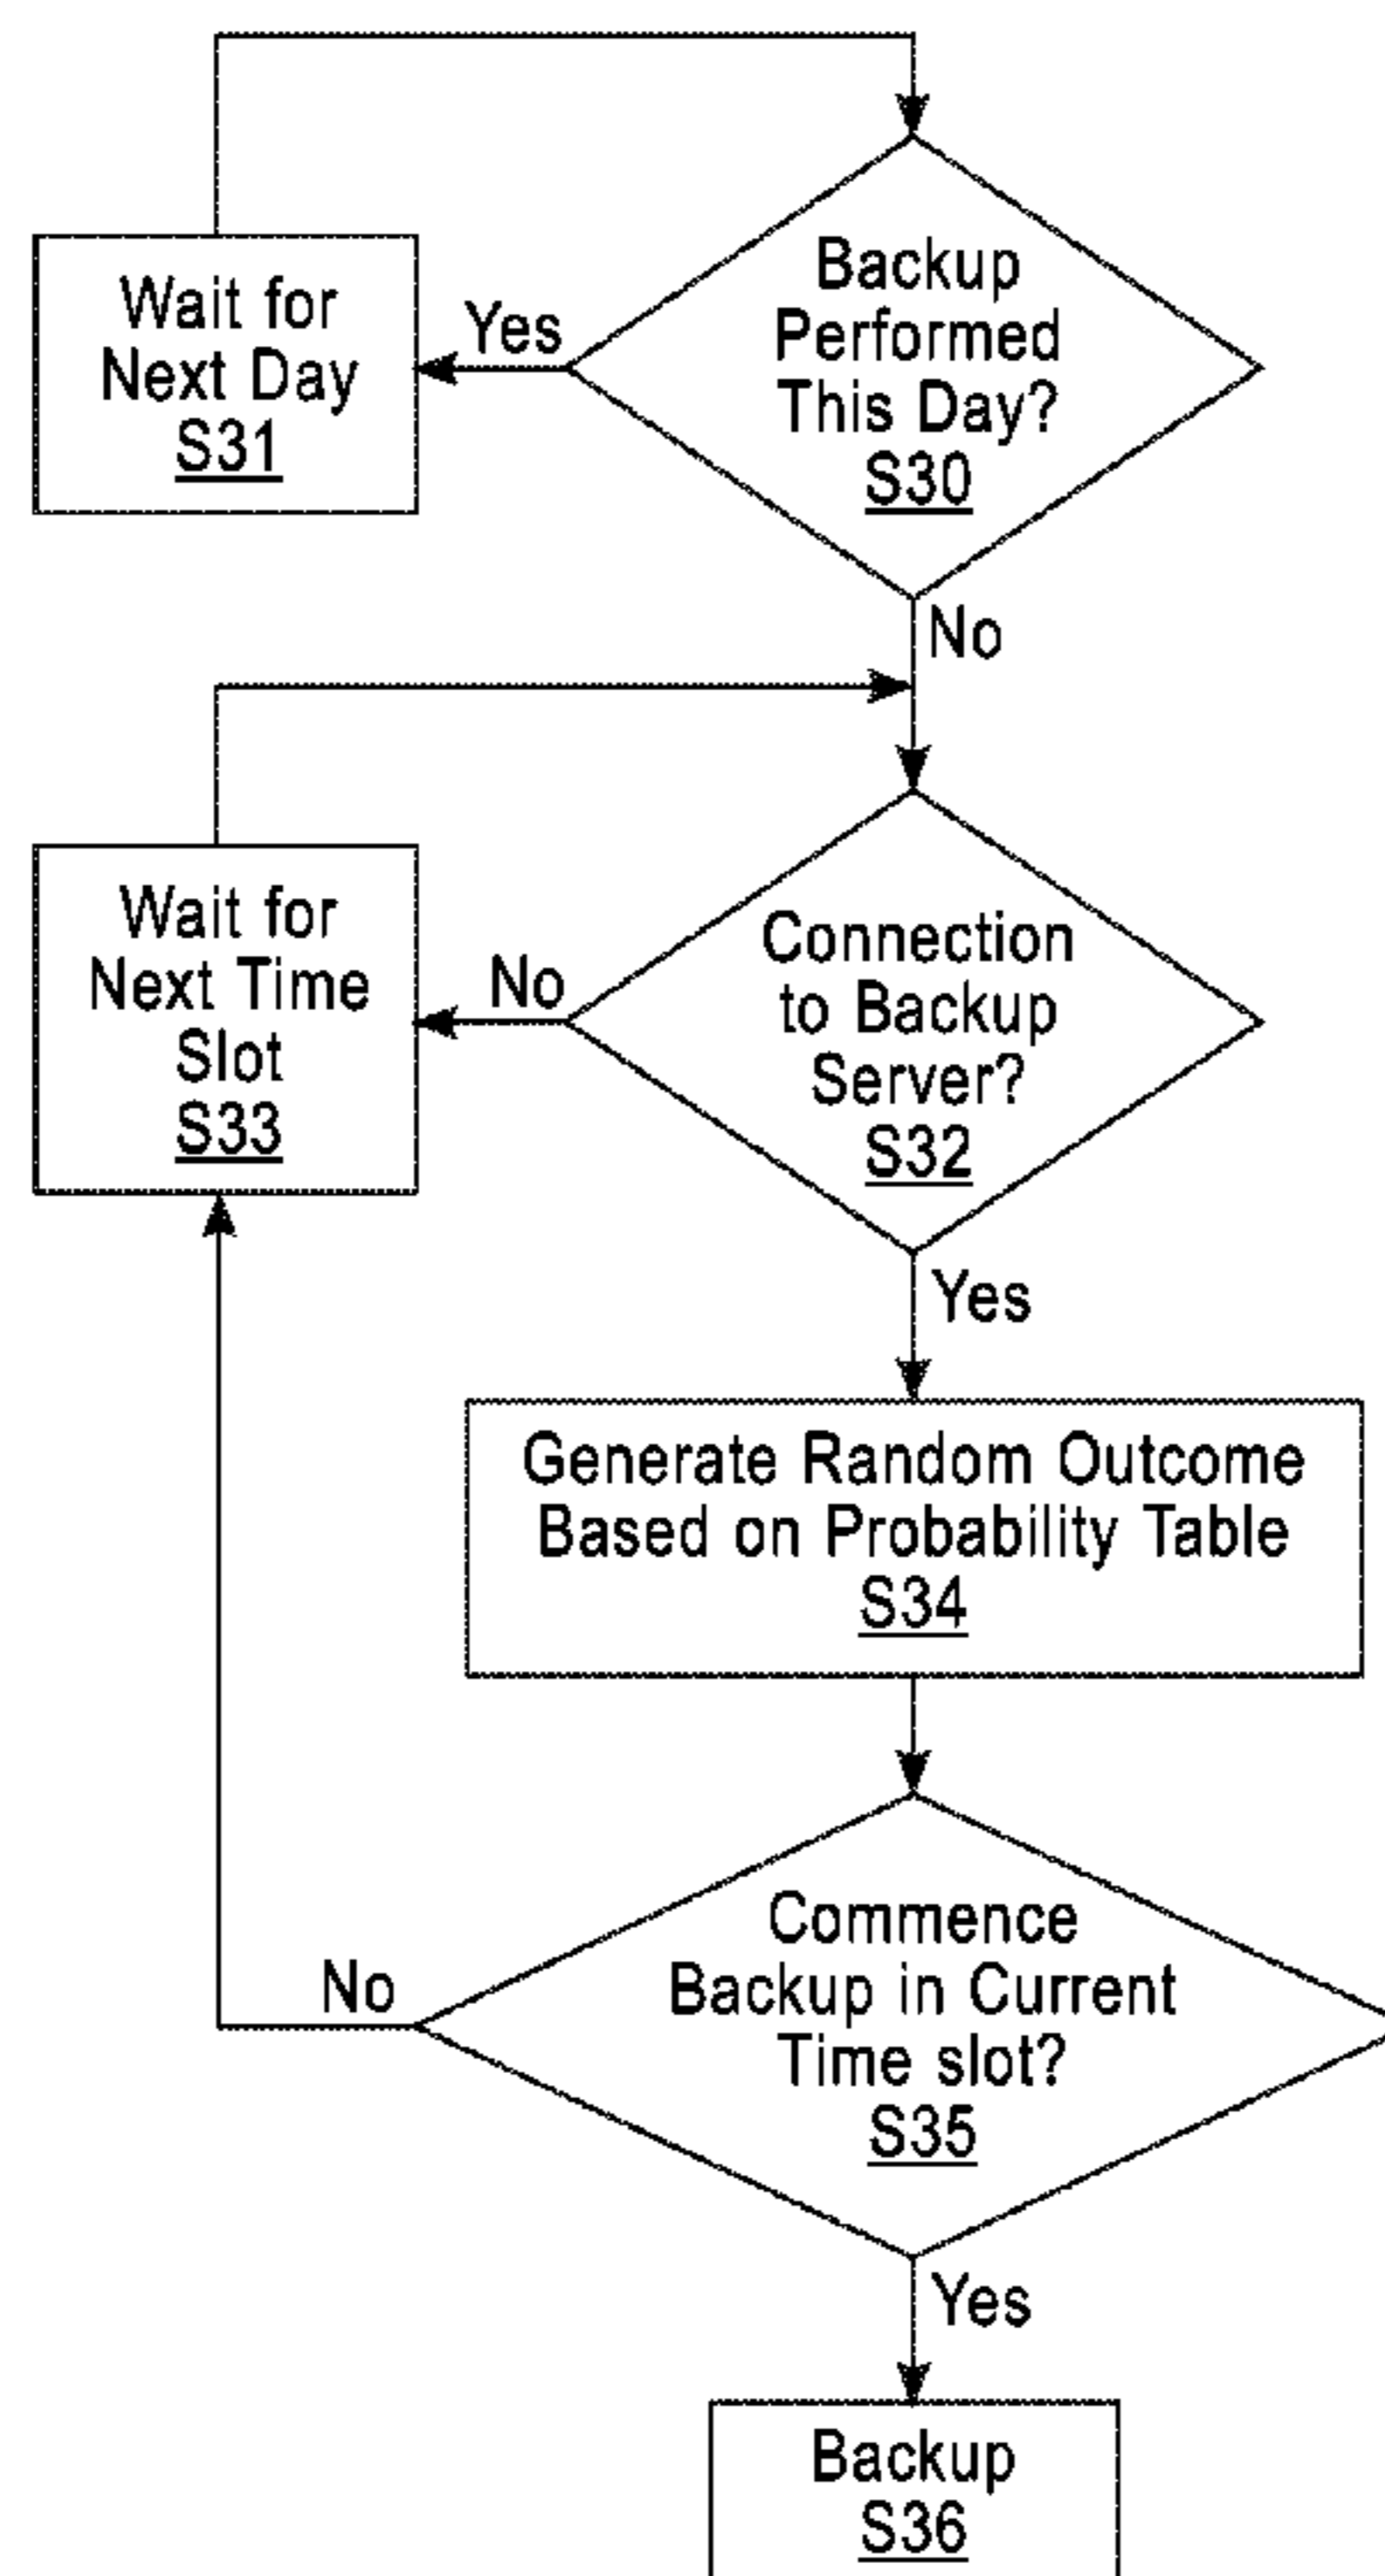 Backup
Performed
This Day?
S30
Yes
Wait for
Next Day
S31
No
Connection
to Backup
Server?
S32
No
Wait for
Next Time
Slot
S33
Yes
Generate Random Outcome
Based on Probability Table
S34
Commence
Backup in Current
Time slot?
S35
No
Yes
Backup
S36